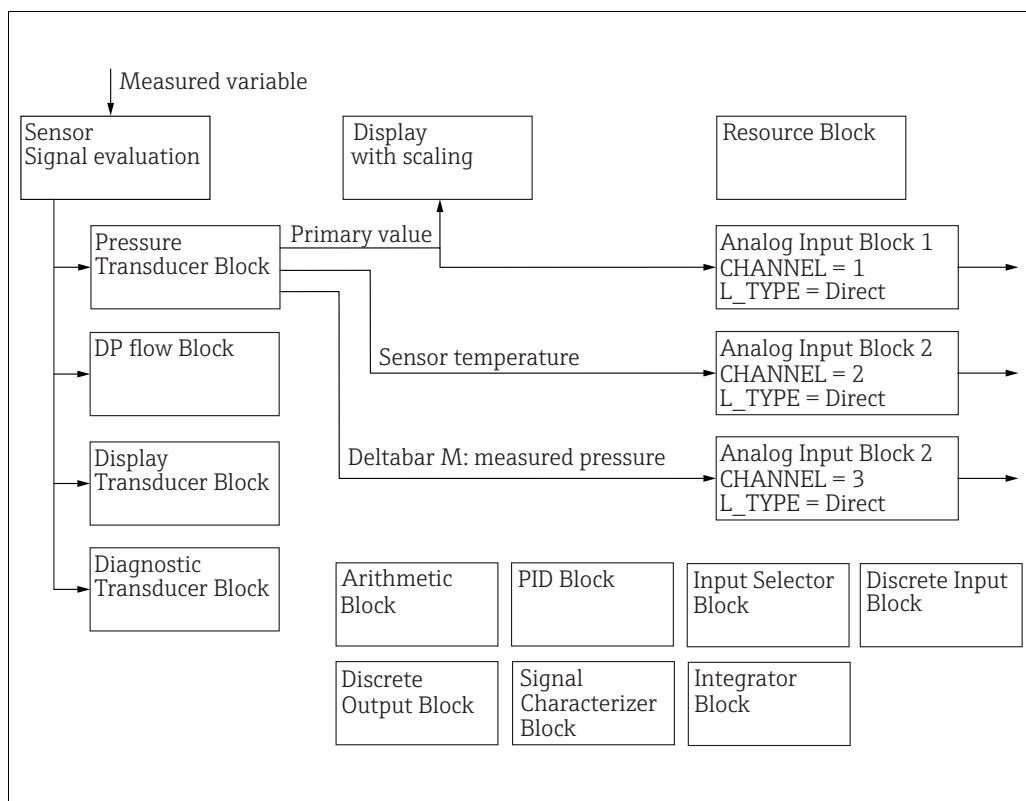 Measured variable
Sensor
Signal evaluation
Display
with scaling
Resource Block
Pressure
Transducer Block
Primary value
Analog Input Block 1
CHANNEL = 1
L_TYPE = Direct
DP flow Block
Sensor temperature
Analog Input Block 2
CHANNEL = 2
L_TYPE = Direct
Display
Transducer Block
Deltabar M: measured pressure
Analog Input Block 2
CHANNEL = 3
L_TYPE = Direct
Diagnostic
Transducer Block
Arithmetic
Block
PID Block
Input Selector
Block
Discrete Input
Block
Discrete
Output Block
Signal
Characterizer
Block
Integrator
Block